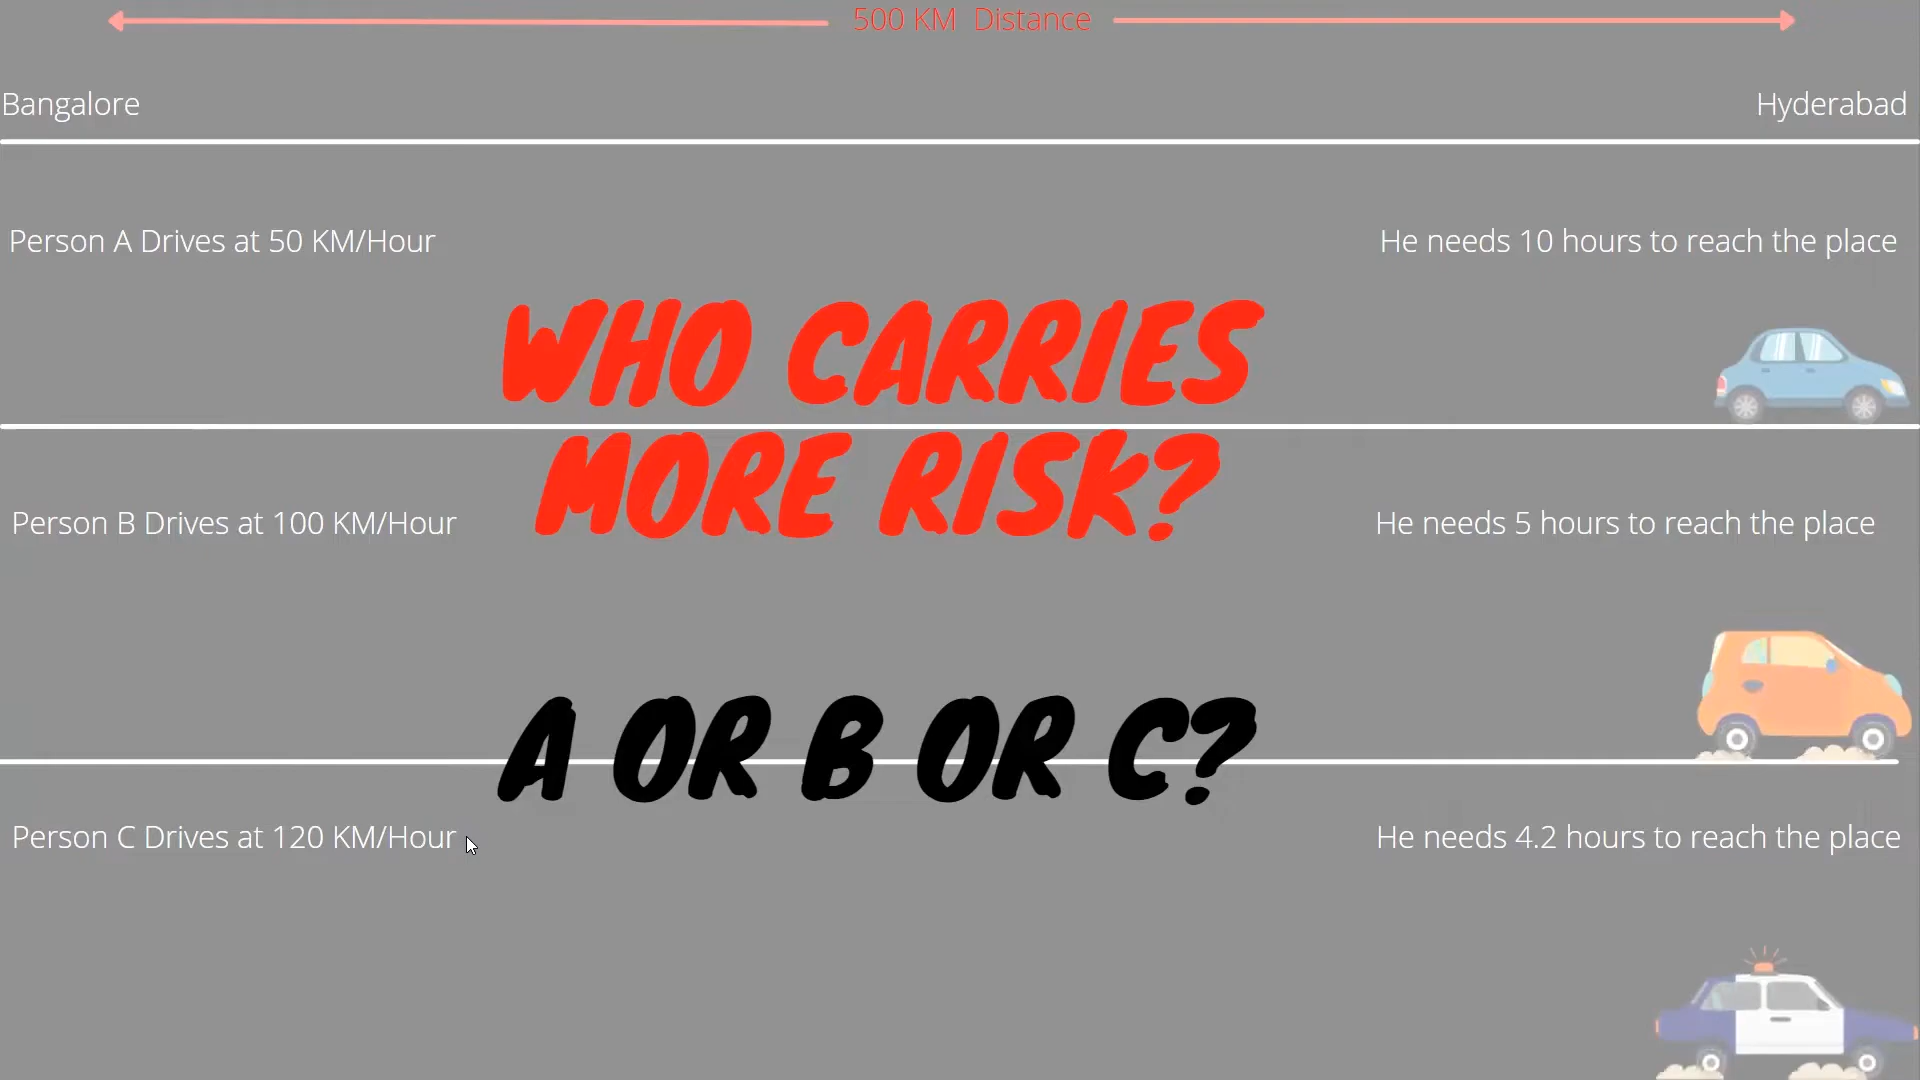 500 KM  Distance
Bangalore
Hyderabad
Person A Drives at 50 KM/Hour
He needs 10 hours to reach the place
WHO CARRIES
MORE RISK?
Person B Drives at 100 KM/Hour
He needs 5 hours to reach the place
A OR B OR C?
Person C Drives at 120 KM/Hour
He needs 4.2 hours to reach the place